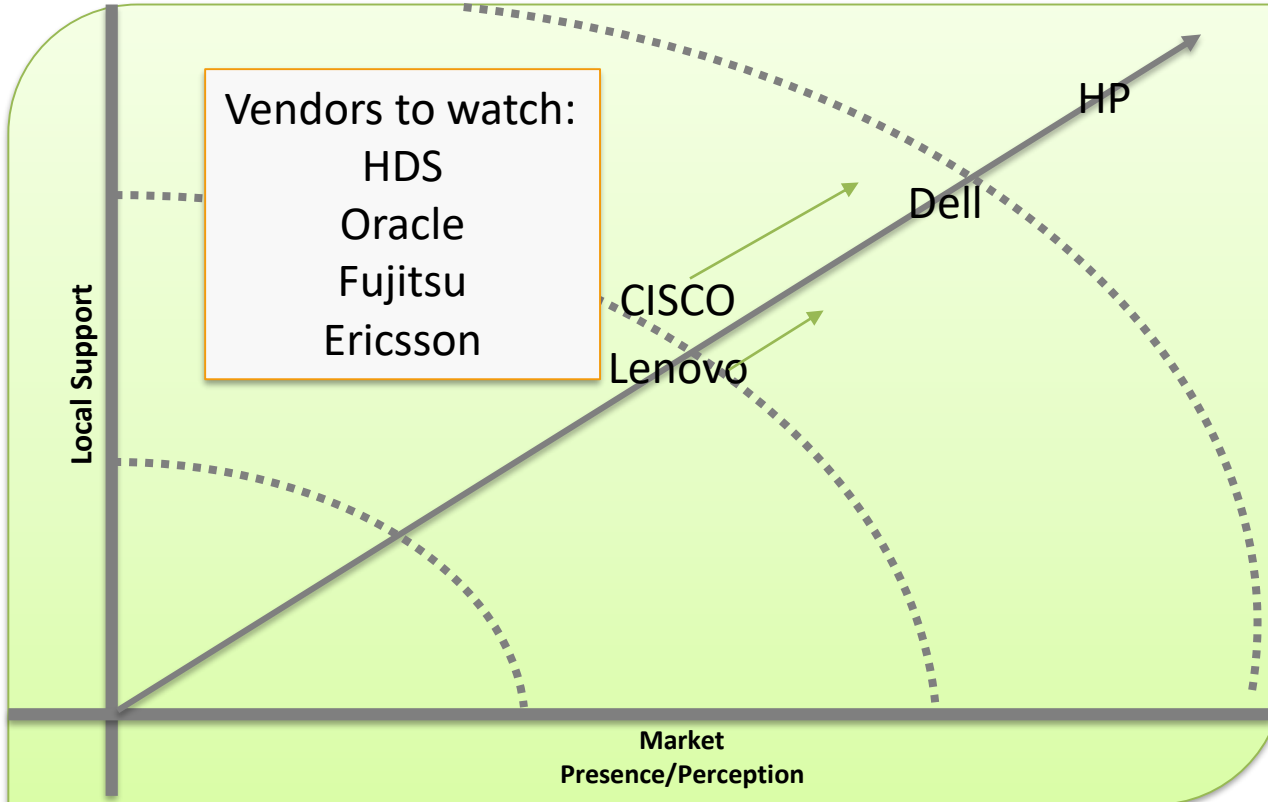 HP
Vendors to watch:
HDS
Oracle
Fujitsu
Ericsson
Dell
CISCO
Lenovo
Local Support
Market
Presence/Perception